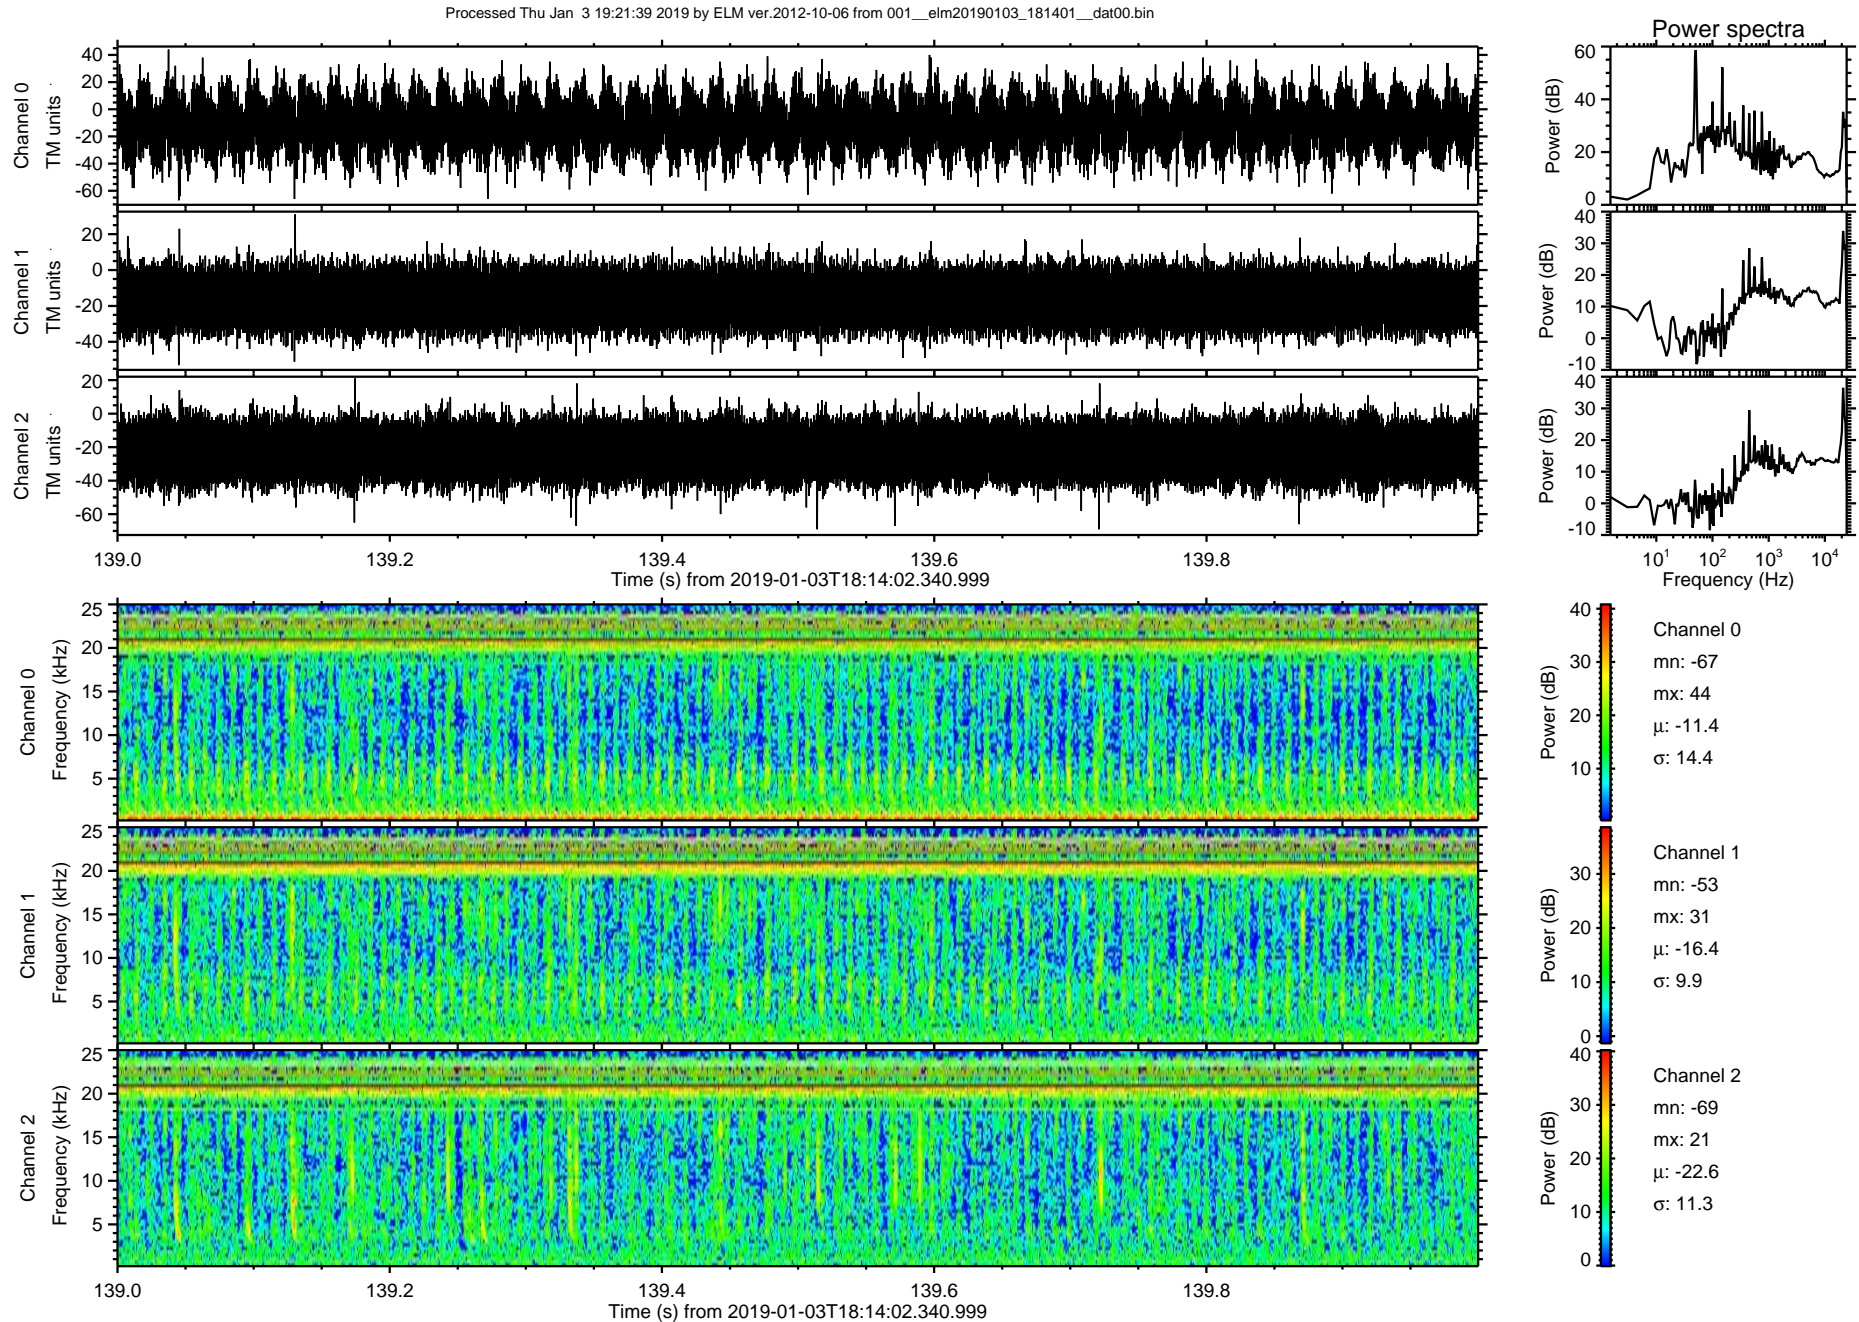 Processed Thu Jan  3 19:21:39 2019 by ELM ver.2012-10-06 from 001__elm20190103_181401__dat00.bin
Power spectra
Channel 0
TM units
40
20
0
-20
-40
-60
Power (dB)
60
40
20
0
Channel 1
TM units
20
0
-20
-40
Power (dB)
40
30
20
10
0
-10
Channel 2
TM units
20
0
-20
-40
-60
Power (dB)
40
30
20
10
0
-10
139.0 139.2 139.4 139.6 139.8
Time (s) from 2019-01-03T18:14:02.340.999
10¹ 10² 10³ 10⁴
Frequency (Hz)
Channel 0
Frequency (kHz)
25
20
15
10
5
Power (dB)
40
30
20
10
Channel 0
mn: -67
mx: 44
μ: -11.4
σ: 14.4
Channel 1
Frequency (kHz)
25
20
15
10
5
Power (dB)
30
20
10
0
Channel 1
mn: -53
mx: 31
μ: -16.4
σ: 9.9
Channel 2
Frequency (kHz)
25
20
15
10
5
Power (dB)
40
30
20
10
0
Channel 2
mn: -69
mx: 21
μ: -22.6
σ: 11.3
139.0 139.2 139.4 139.6 139.8
Time (s) from 2019-01-03T18:14:02.340.999